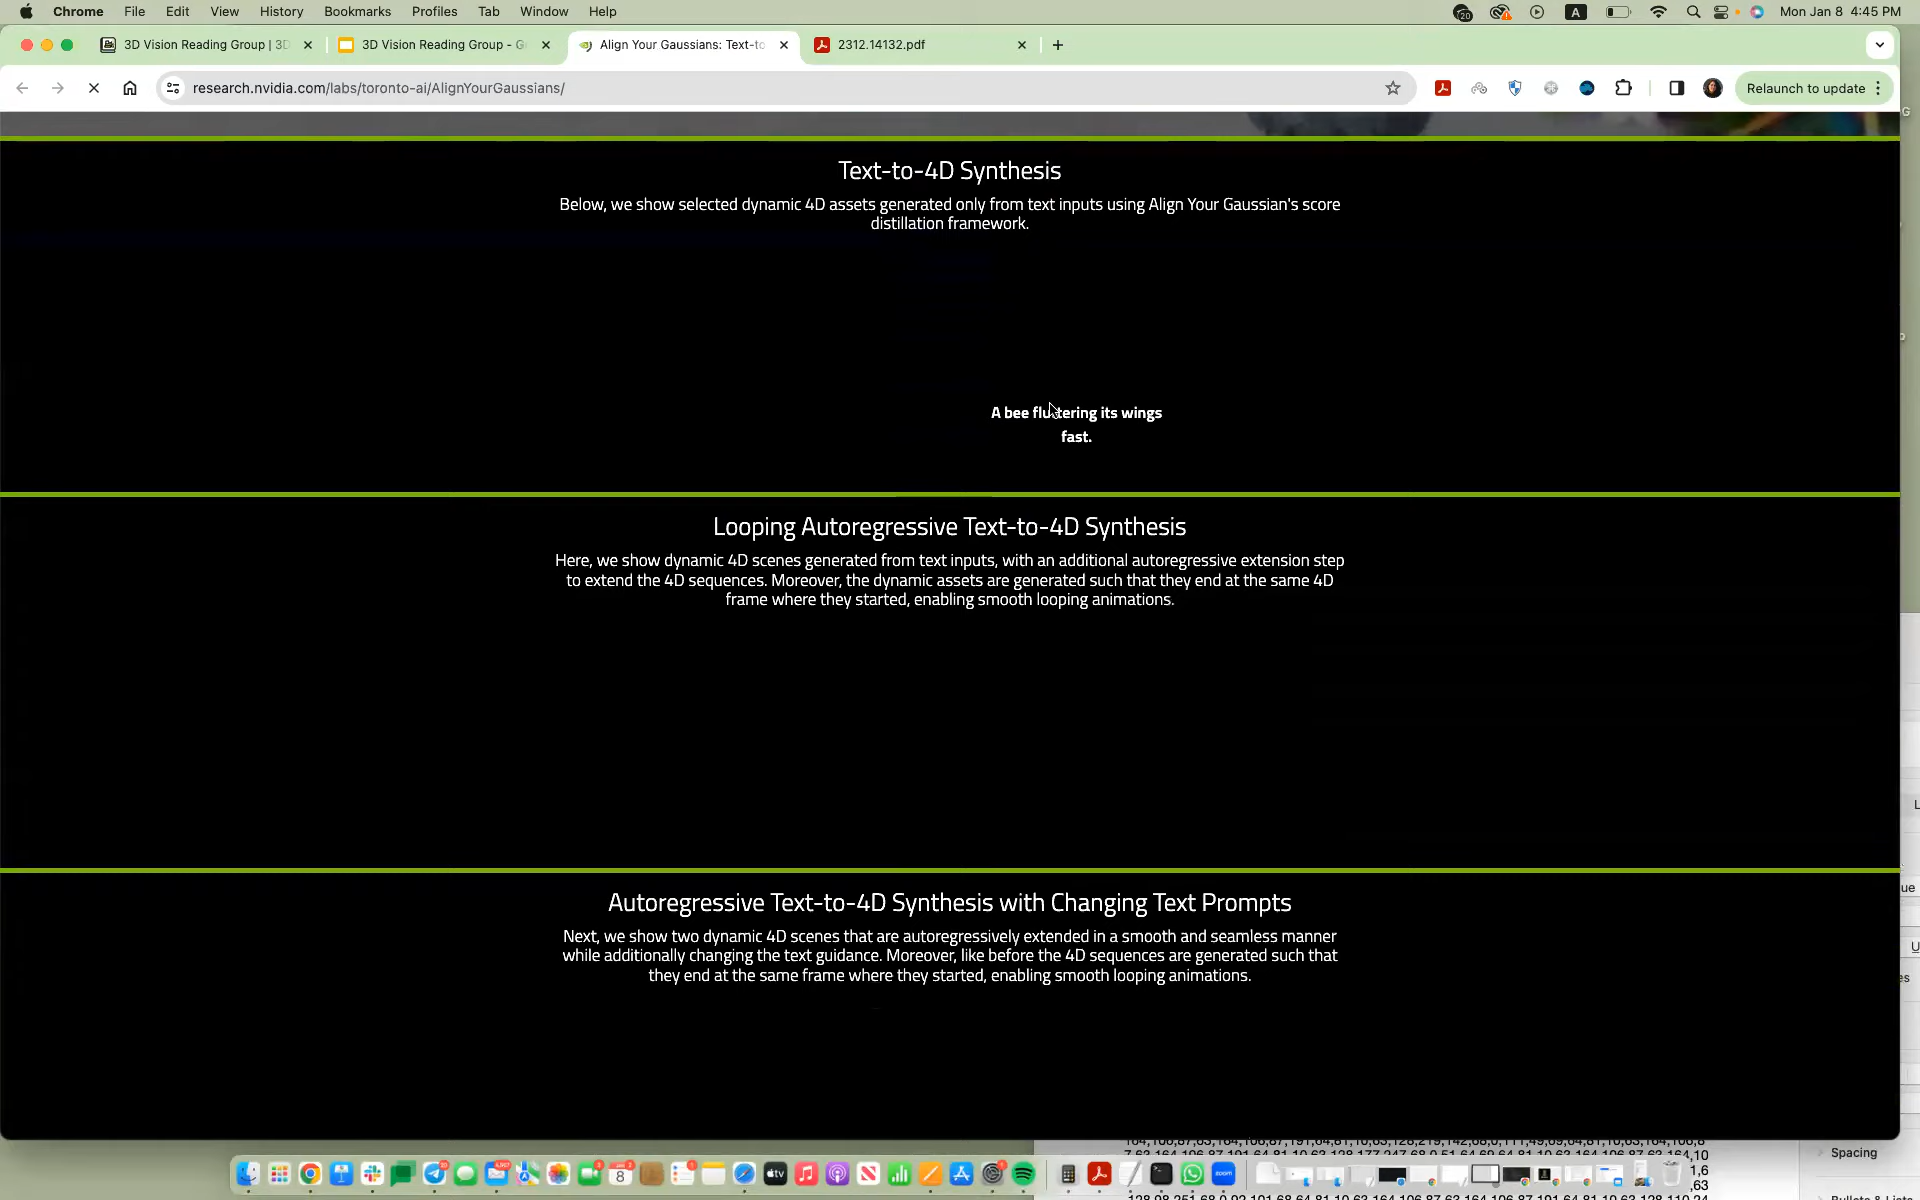 Chrome File Edit View History Bookmarks Profiles Tab Window Help
20
A
Mon Jan 8 4:45 PM
3D Vision Reading Group | 3D
3D Vision Reading Group - G
Align Your Gaussians: Text-to
2312.14132.pdf
research.nvidia.com/labs/toronto-ai/AlignYourGaussians/
Relaunch to update
Text-to-4D Synthesis
Below, we show selected dynamic 4D assets generated only from text inputs using Align Your Gaussian's score
distillation framework.
A bee fluttering its wings
fast.
Looping Autoregressive Text-to-4D Synthesis
Here, we show dynamic 4D scenes generated from text inputs, with an additional autoregressive extension step
to extend the 4D sequences. Moreover, the dynamic assets are generated such that they end at the same 4D
frame where they started, enabling smooth looping animations.
Autoregressive Text-to-4D Synthesis with Changing Text Prompts
Next, we show two dynamic 4D scenes that are autoregressively extended in a smooth and seamless manner
while additionally changing the text guidance. Moreover, like before the 4D sequences are generated such that
they end at the same frame where they started, enabling smooth looping animations.
Spacing